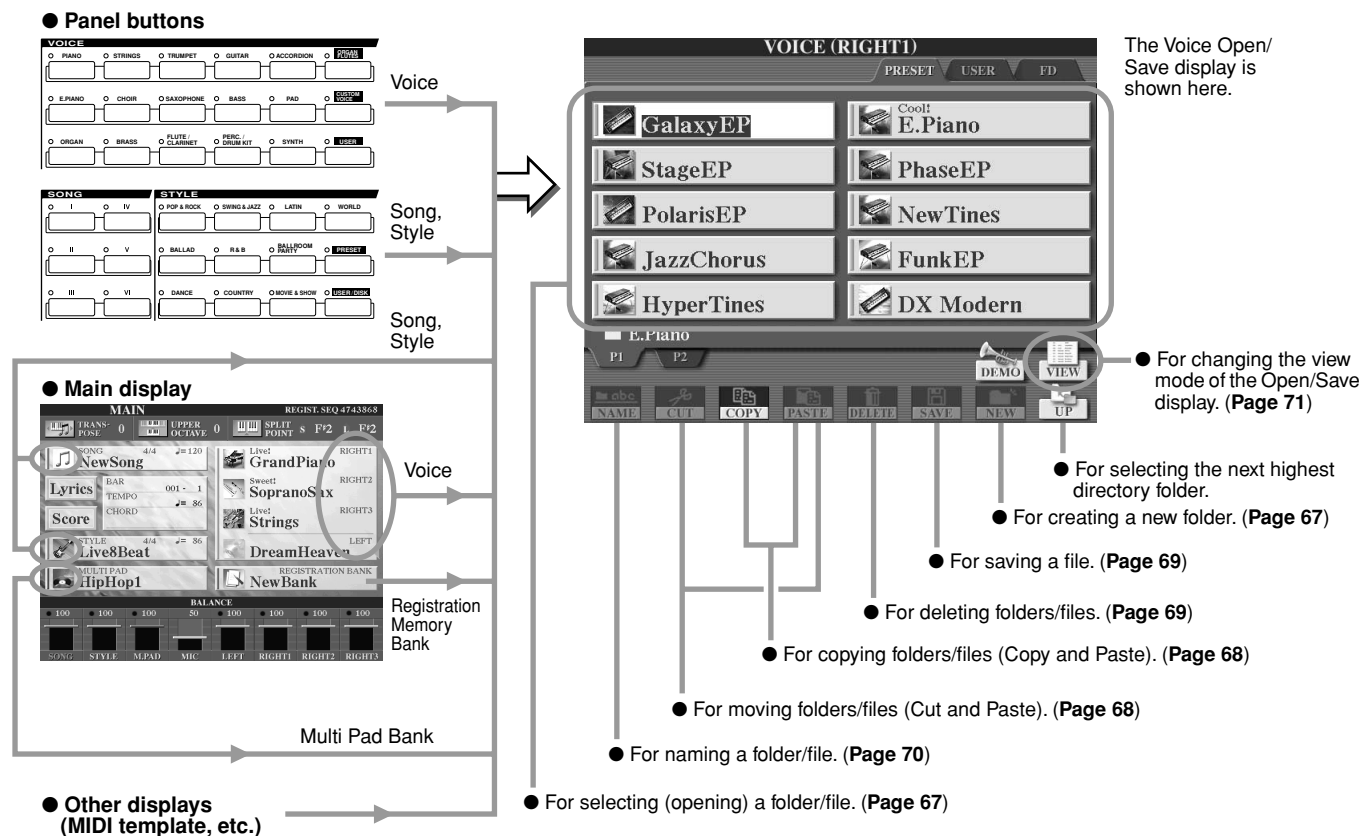 ● Panel buttons
VOICE
PIANO STRINGS TRUMPET GUITAR ACCORDION ORGAN FLUTES
E.PIANO CHOIR SAXOPHONE BASS PAD CUSTOM VOICE
ORGAN BRASS FLUTE / CLARINET PERC. / DRUM KIT SYNTH USER
Voice
SONG STYLE
I IV POP & ROCK SWING & JAZZ LATIN WORLD
II V BALLAD R & B BALLROOM PARTY PRESET
III VI DANCE COUNTRY MOVIE & SHOW USER / DISK
Song,
Style
Song,
Style
● Main display
MAIN REGIST. SEQ 4743868
TRANS-
POSE 0 UPPER
OCTAVE 0 SPLIT
POINT S F#2 L F#2
SONG 4/4 ♩=120
NewSong
Lyrics
BAR 001 - 1
TEMPO ♩= 86
CHORD
Score
STYLE 4/4 ♩= 86
Live8Beat
MULTI PAD
HipHop1
Live! RIGHT1
GrandPiano
Sweet! RIGHT2
SopranoSax
Live! RIGHT3
Strings
LEFT
DreamHeaven
REGISTRATION BANK
NewBank
BALANCE
100 100 100 50 100 100 100 100
SONG STYLE M.PAD MIC LEFT RIGHT1 RIGHT2 RIGHT3
Voice
Registration
Memory
Bank
Multi Pad Bank
● Other displays
(MIDI template, etc.)
VOICE (RIGHT1)
PRESET USER FD
GalaxyEP
Cool!
E.Piano
StageEP PhaseEP
PolarisEP NewTines
JazzChorus FunkEP
HyperTines DX Modern
E.Piano
P1 P2
DEMO VIEW
abc
NAME CUT COPY PASTE DELETE SAVE NEW UP
The Voice Open/
Save display is
shown here.
● For changing the view
mode of the Open/Save
display. (Page 71)
● For selecting the next highest
directory folder.
● For creating a new folder. (Page 67)
● For saving a file. (Page 69)
● For deleting folders/files. (Page 69)
● For copying folders/files (Copy and Paste). (Page 68)
● For moving folders/files (Cut and Paste). (Page 68)
● For naming a folder/file. (Page 70)
● For selecting (opening) a folder/file. (Page 67)